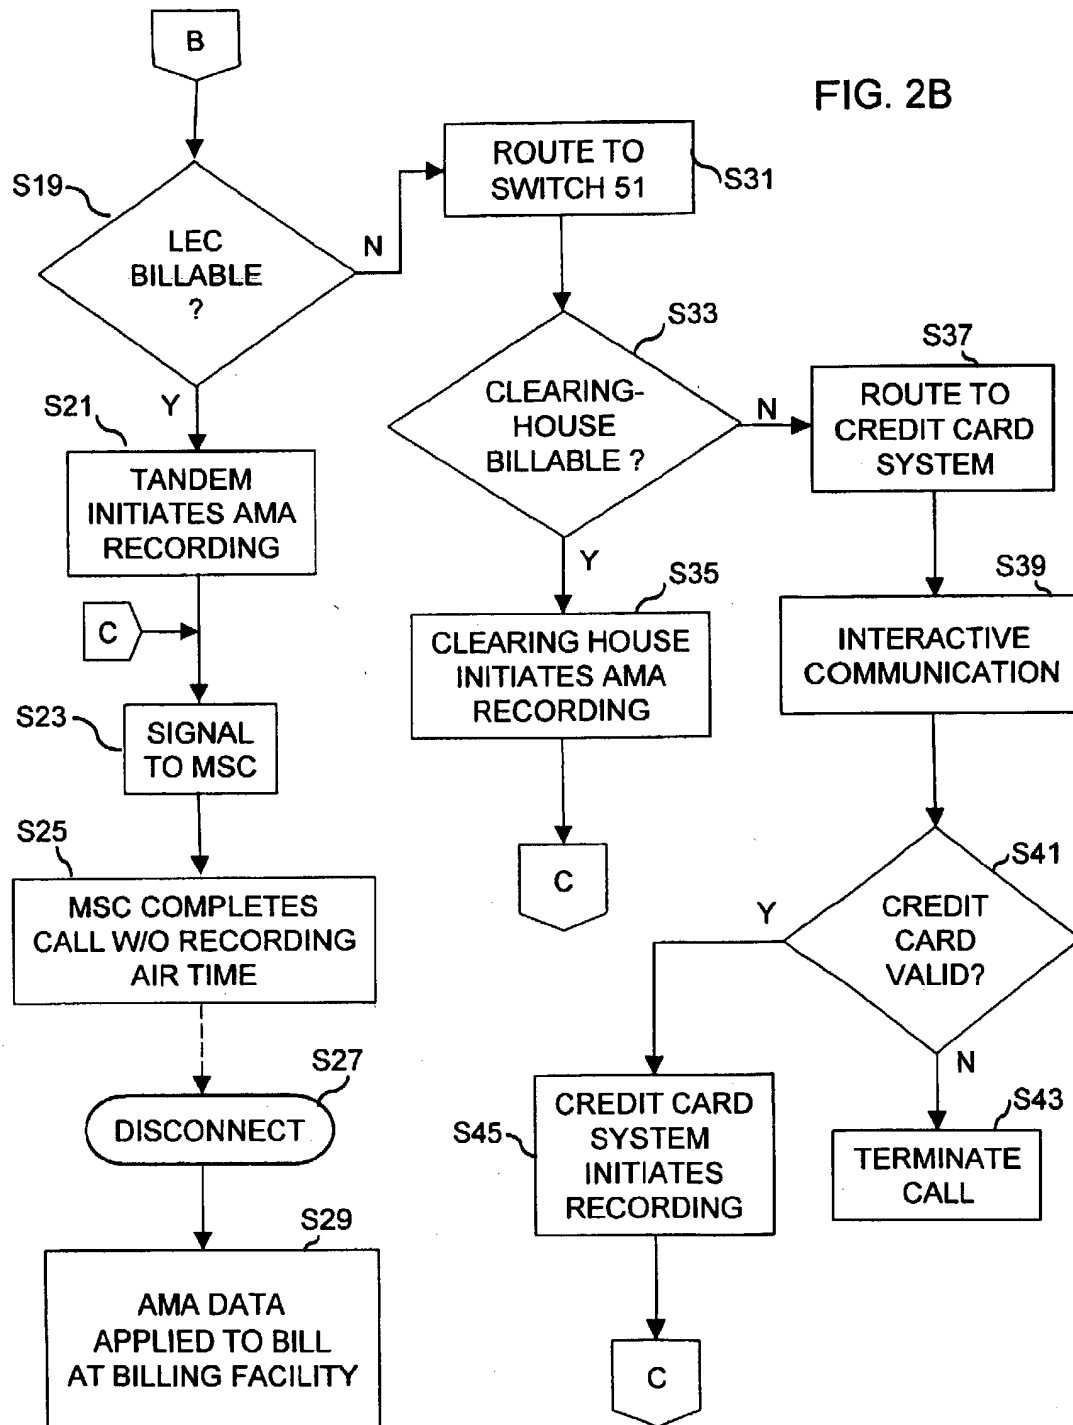 FIG. 2B
B
S19
LEC
BILLABLE
?
N
Y
S21
TANDEM
INITIATES AMA
RECORDING
C
S23
SIGNAL
TO MSC
S25
MSC COMPLETES
CALL W/O RECORDING
AIR TIME
S27
DISCONNECT
S29
AMA DATA
APPLIED TO BILL
AT BILLING FACILITY
ROUTE TO
SWITCH 51
S31
S33
CLEARING-
HOUSE
BILLABLE ?
N
Y
S35
CLEARING HOUSE
INITIATES AMA
RECORDING
C
S37
ROUTE TO
CREDIT CARD
SYSTEM
S39
INTERACTIVE
COMMUNICATION
S41
CREDIT
CARD
VALID?
Y
N
S43
TERMINATE
CALL
S45
CREDIT CARD
SYSTEM
INITIATES
RECORDING
C